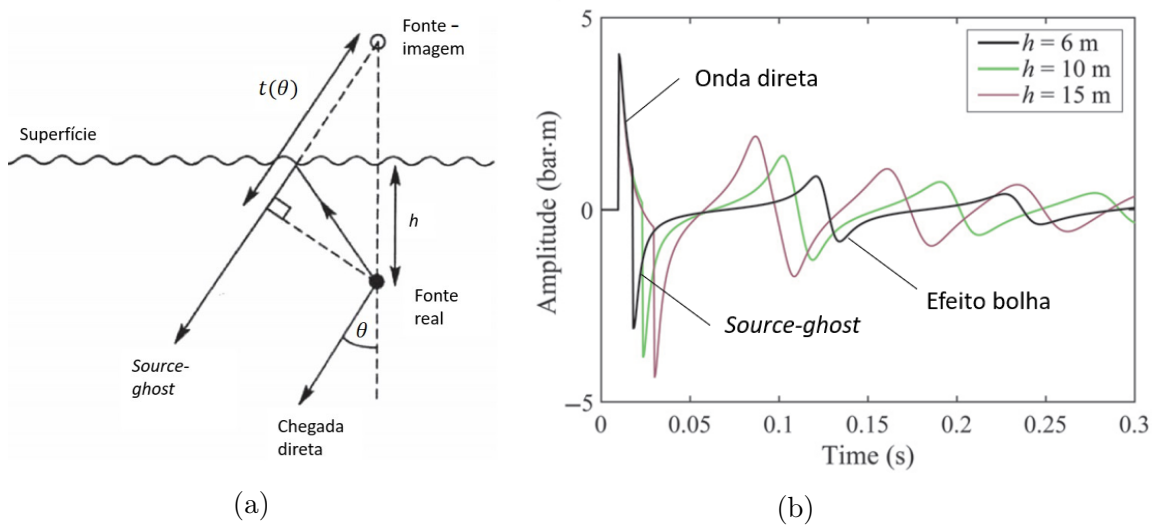 Fonte –
imagem
t(θ)
Superfície
h
Fonte
real
θ
Source-
ghost
Chegada
direta
(a)
5
h = 6 m
h = 10 m
h = 15 m
Onda direta
Amplitude (bar·m)
0
Source-ghost
Efeito bolha
−5
0
0.05
0.1
0.15
0.2
0.25
0.3
Time (s)
(b)